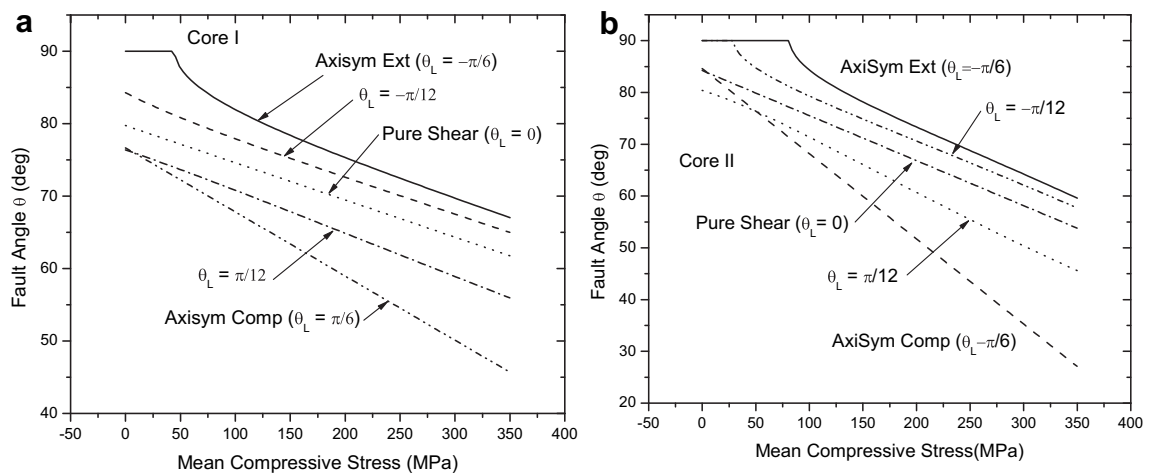 a
Core I
Axisym Ext (θL = −π/6)
θL = −π/12
Pure Shear (θL = 0)
θL = π/12
Axisym Comp (θL = π/6)
Fault Angle θ (deg)
90
80
70
60
50
40
-50 0 50 100 150 200 250 300 350 400
Mean Compressive Stress (MPa)
b
AxiSym Ext (θL=−π/6)
θL = −π/12
Core II
Pure Shear (θL= 0)
θL = π/12
AxiSym Comp (θL−π/6)
Fault Angle θ (deg)
90
80
70
60
50
40
30
20
-50 0 50 100 150 200 250 300 350 400
Mean Compressive Stress(MPa)